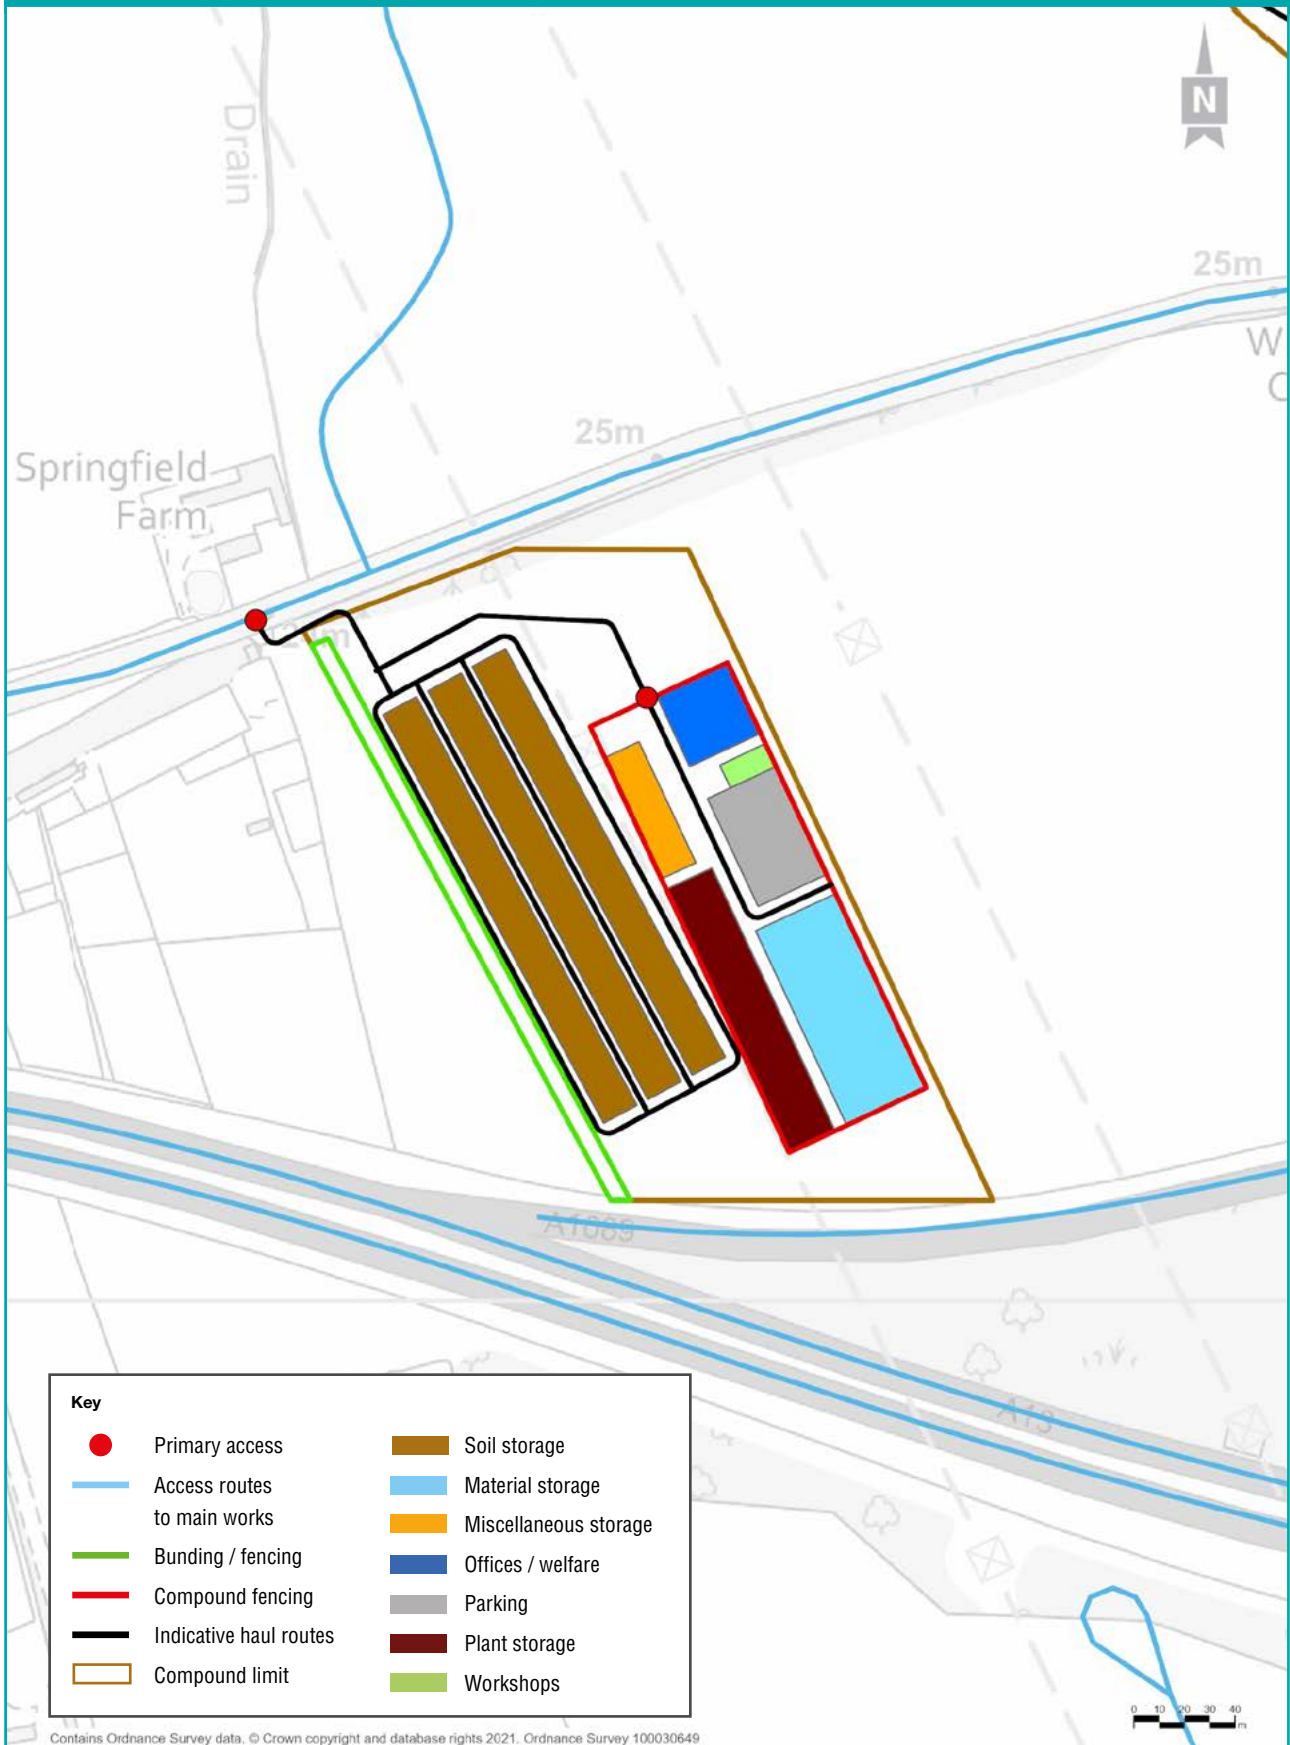 N
Drain
25m
W
C
25m
Springfield
Farm
A1089
A13
Key
Primary access
Access routes
to main works
Bunding / fencing
Compound fencing
Indicative haul routes
Compound limit
Soil storage
Material storage
Miscellaneous storage
Offices / welfare
Parking
Plant storage
Workshops
0 10 20 30 40
m
Contains Ordnance Survey data. © Crown copyright and database rights 2021. Ordnance Survey 100030649